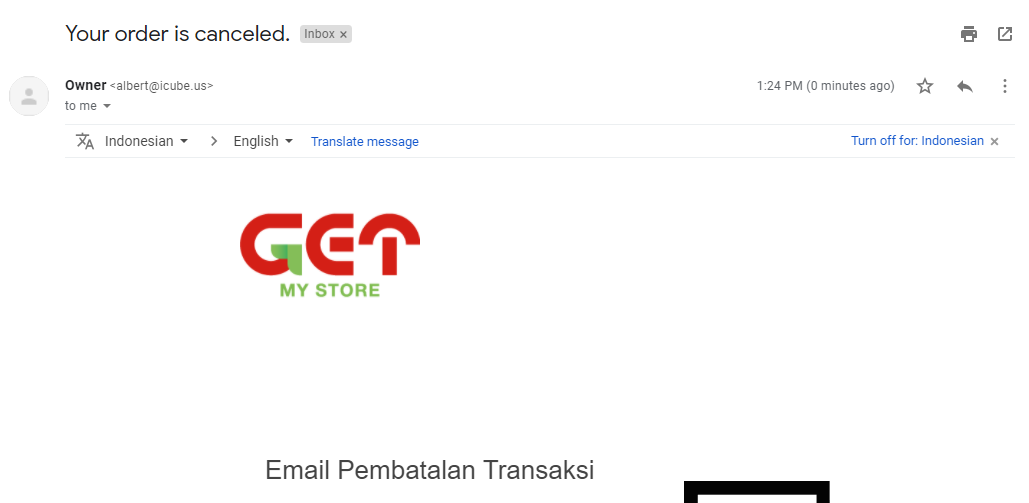 Your order is canceled. Inbox ×
Owner <albert@icube.us> 1:24 PM (0 minutes ago)
to me
Indonesian > English Translate message Turn off for: Indonesian ×
GET
MY STORE
Email Pembatalan Transaksi